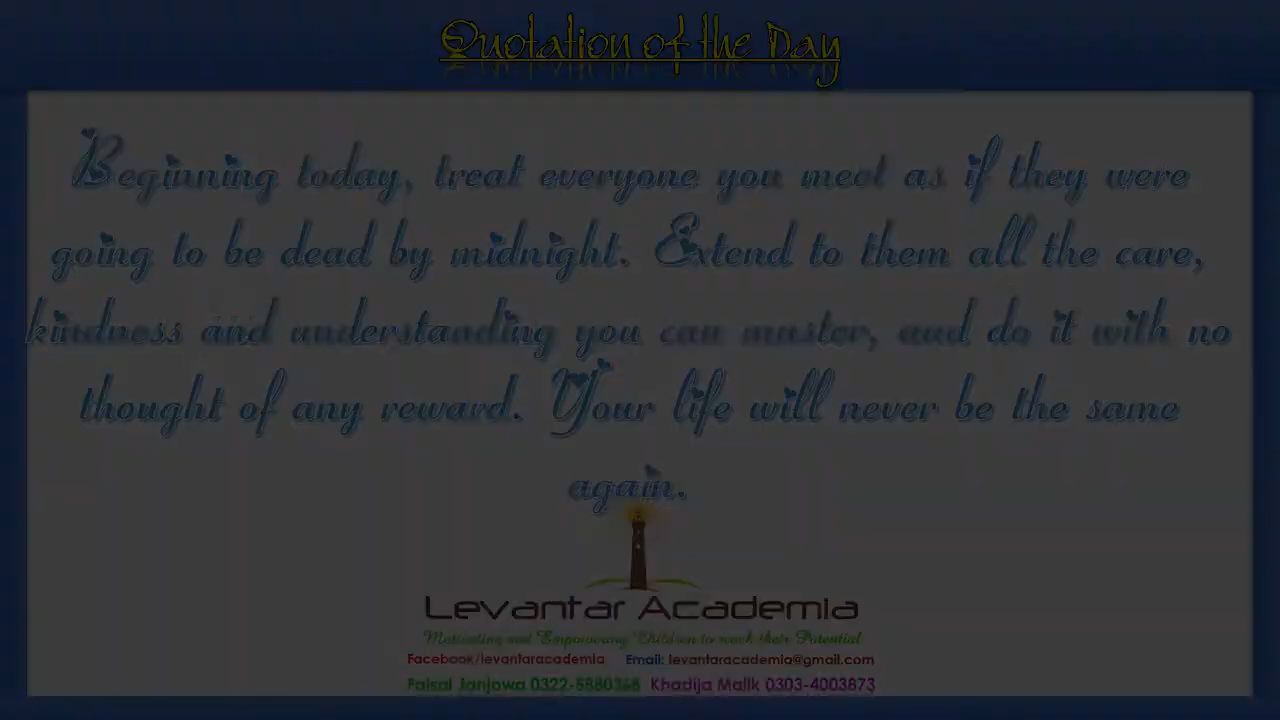 Quotation of the Day
Beginning today, treat everyone you meet as if they were
going to be dead by midnight. Extend to them all the care,
kindness and understanding you can muster, and do it with no
thought of any reward. Your life will never be the same
again.
Levantar Academia
Motivating and Empowering Children to reach their Potential
Facebook/levantaracademia Email: levantaracademia@gmail.com
Faisal Janjowa 0322-5880368 Khadija Malik 0303-4003873